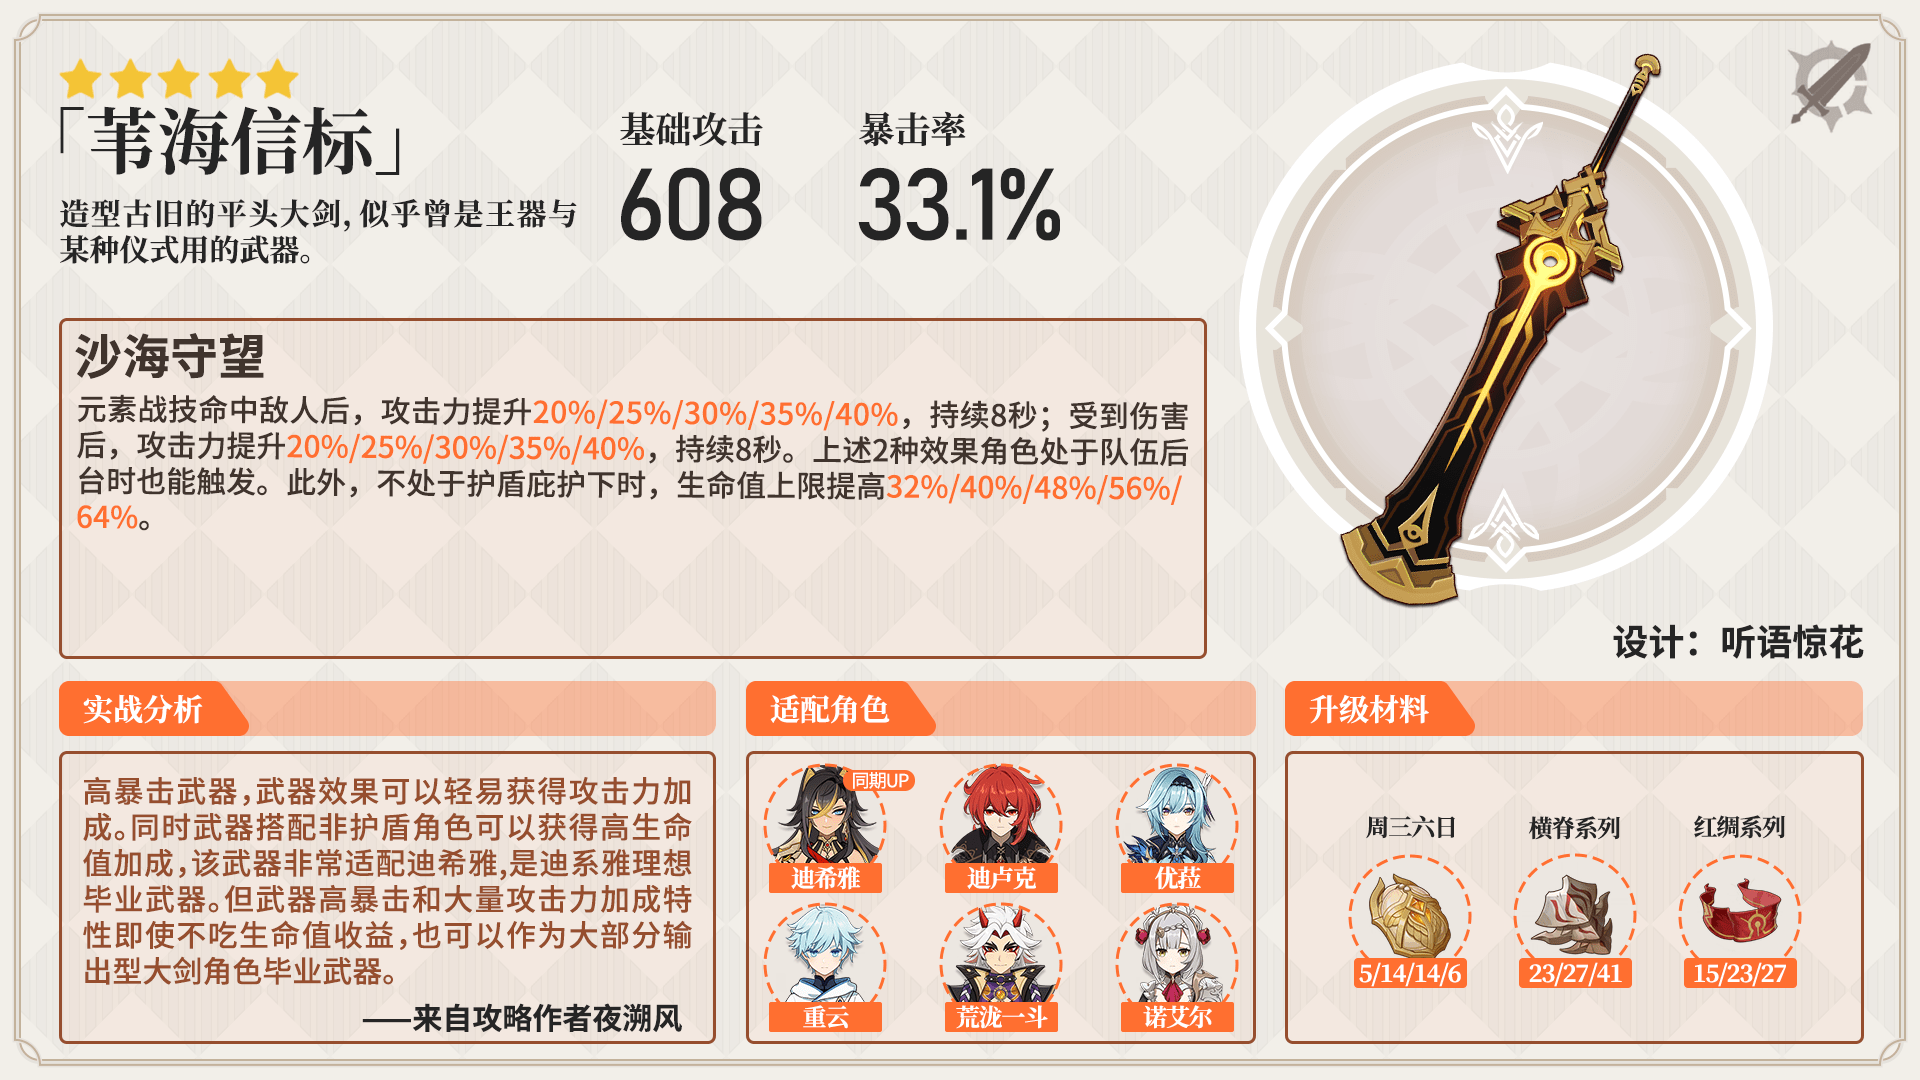 「苇海信标」
造型古旧的平头大剑,似乎曾是王器与
某种仪式用的武器。
基础攻击
608
暴击率
33.1%
沙海守望
元素战技命中敌人后，攻击力提升20%/25%/30%/35%/40%，持续8秒；受到伤害
后，攻击力提升20%/25%/30%/35%/40%，持续8秒。上述2种效果角色处于队伍后
台时也能触发。此外，不处于护盾庇护下时，生命值上限提高32%/40%/48%/56%/
64%。
设计：听语惊花
实战分析
高暴击武器,武器效果可以轻易获得攻击力加
成。同时武器搭配非护盾角色可以获得高生命
值加成,该武器非常适配迪希雅,是迪系雅理想
毕业武器。但武器高暴击和大量攻击力加成特
性即使不吃生命值收益,也可以作为大部分输
出型大剑角色毕业武器。
——来自攻略作者夜溯风
适配角色
同期UP
迪希雅
迪卢克
优菈
重云
荒泷一斗
诺艾尔
升级材料
周三六日
5/14/14/6
横脊系列
23/27/41
红绸系列
15/23/27